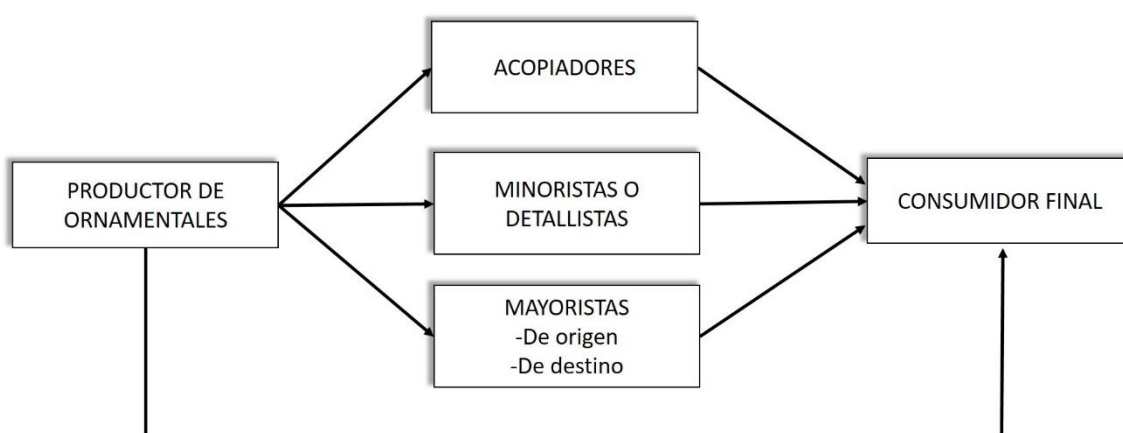 ACOPIADORES
PRODUCTOR DE
ORNAMENTALES
MINORISTAS O
DETALLISTAS
CONSUMIDOR FINAL
MAYORISTAS
-De origen
-De destino